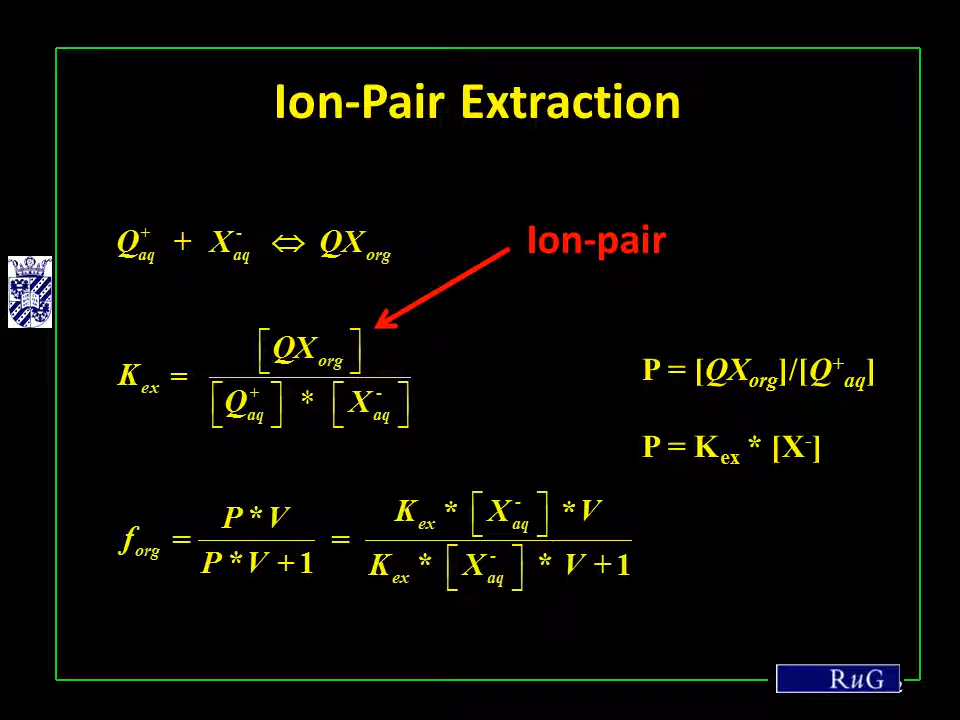 Ion-Pair Extraction
Q⁺aq + X⁻aq ⇔ QXorg
Ion-pair
Kex = [QXorg] / [Q⁺aq] * [X⁻aq]
P = [QXorg]/[Q⁺aq]
P = Kex * [X⁻]
forg = P * V / P * V + 1 = Kex * [X⁻aq] * V / Kex * [X⁻aq] * V + 1
RuG